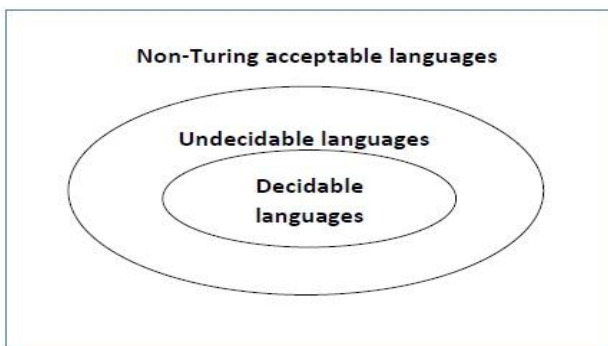 Non-Turing acceptable languages
Undecidable languages
Decidable
languages